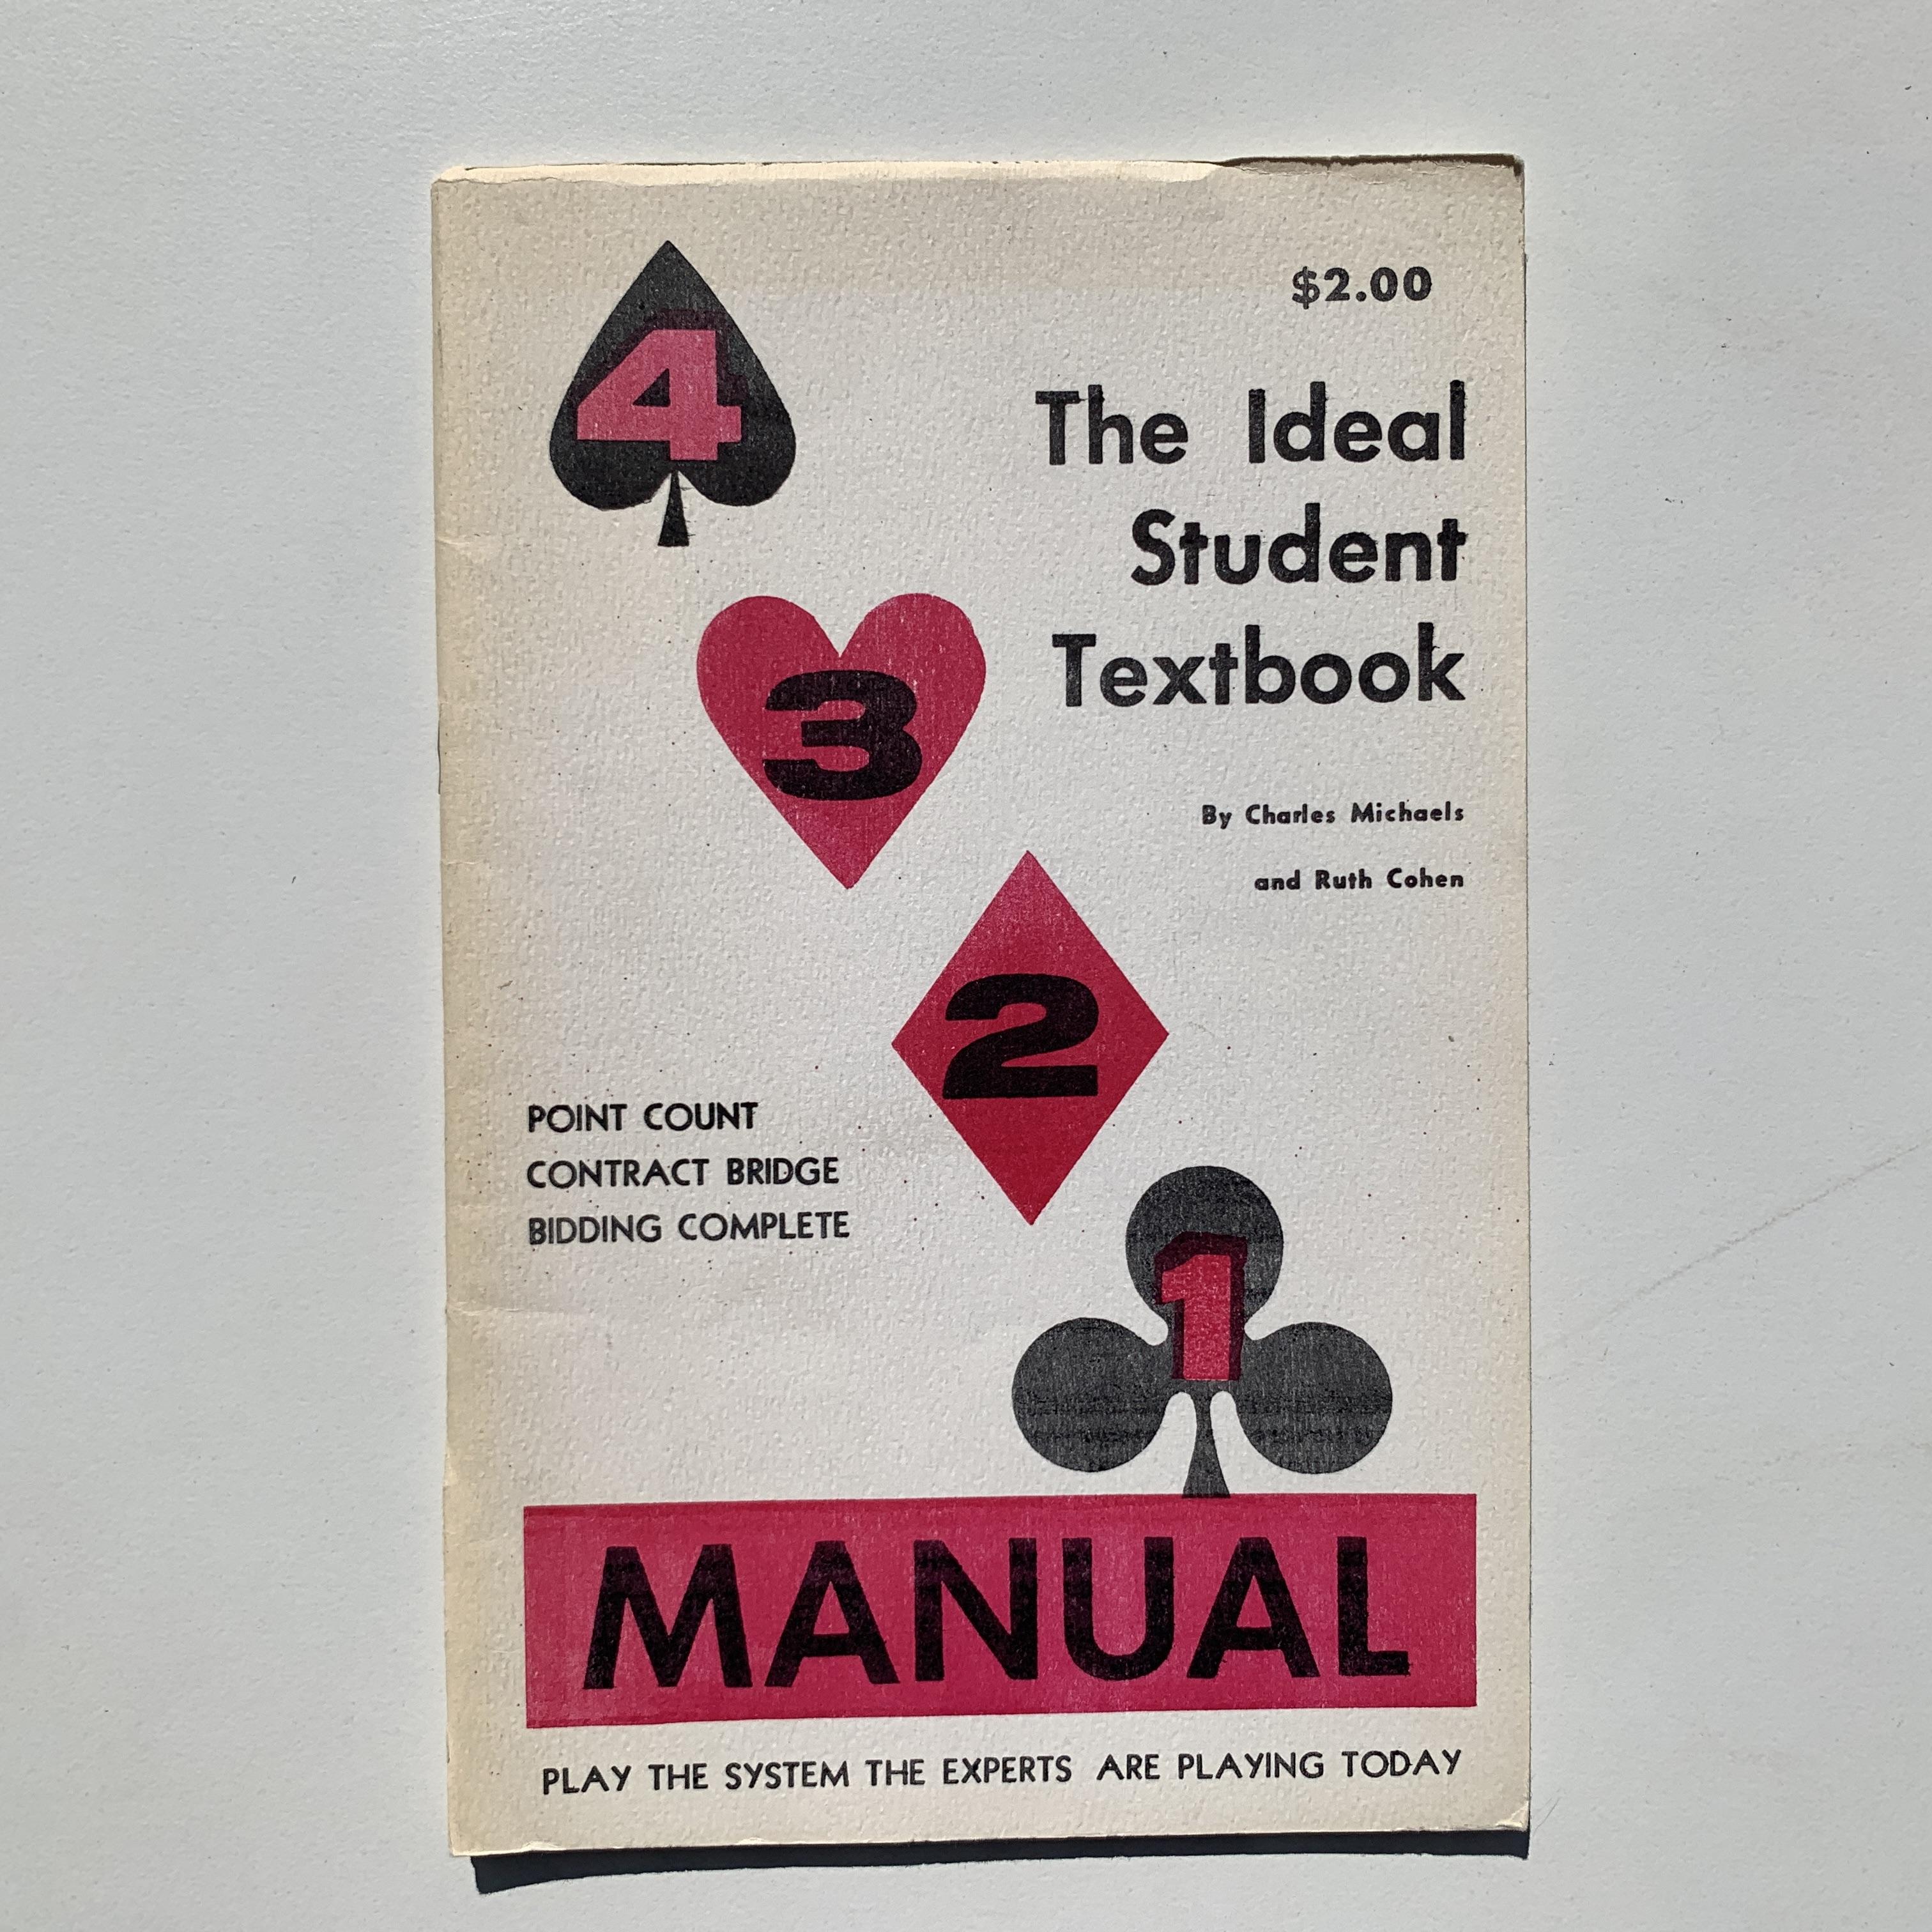 4
$2.00
The Ideal
Student
Textbook
3
By Charles Michaels
and Ruth Cohen
2
POINT COUNT
CONTRACT BRIDGE
BIDDING COMPLETE
1
MANUAL
PLAY THE SYSTEM THE EXPERTS ARE PLAYING TODAY